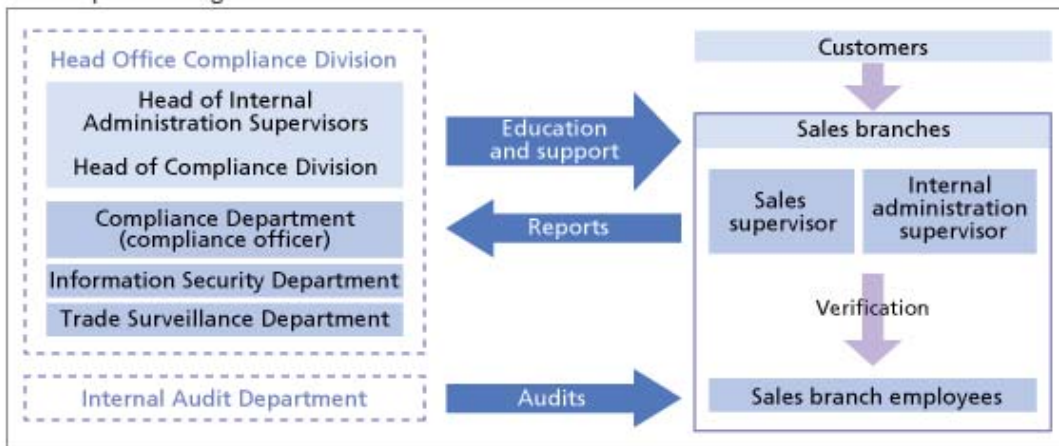 Head Office Compliance Division
Head of Internal
Administration Supervisors
Head of Compliance Division
Compliance Department
(compliance officer)
Information Security Department
Trade Surveillance Department
Internal Audit Department
Education
and support
Reports
Audits
Customers
Sales branches
Sales
supervisor
Internal
administration
supervisor
Verification
Sales branch employees